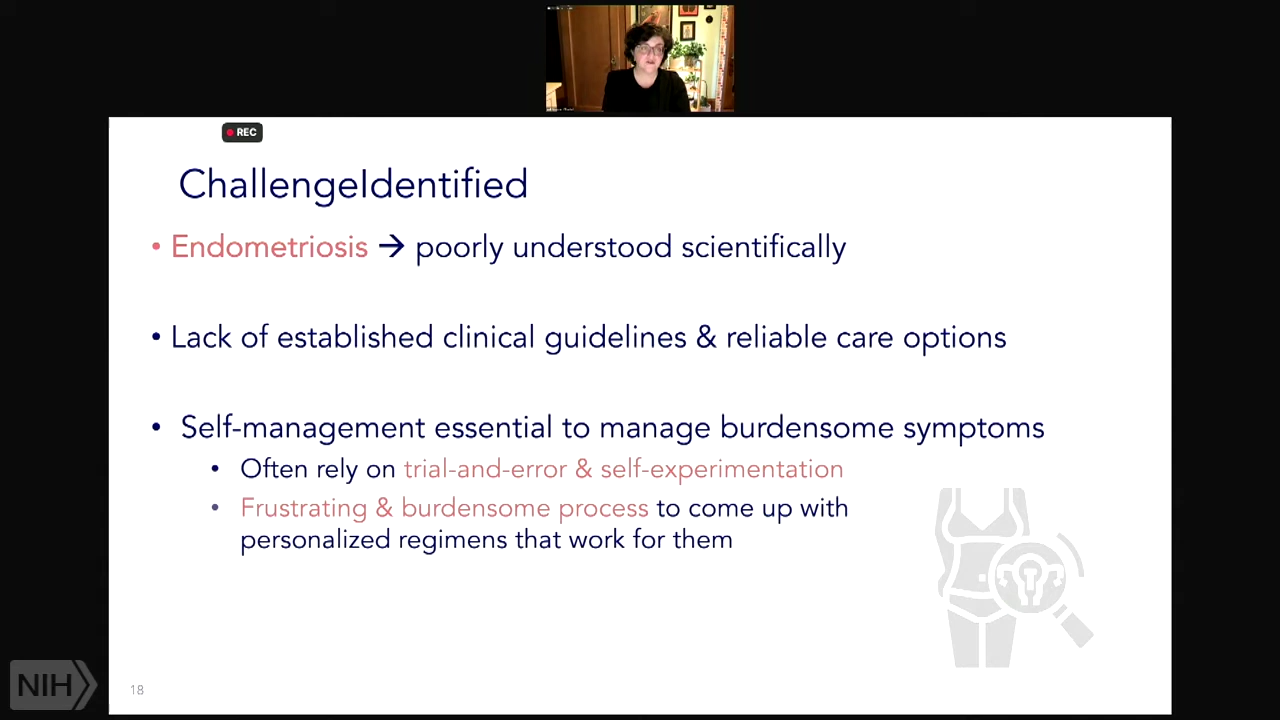 REC
ChallengeIdentified
• Endometriosis → poorly understood scientifically
• Lack of established clinical guidelines & reliable care options
• Self-management essential to manage burdensome symptoms
• Often rely on trial-and-error & self-experimentation
• Frustrating & burdensome process to come up with
personalized regimens that work for them
NIH
18